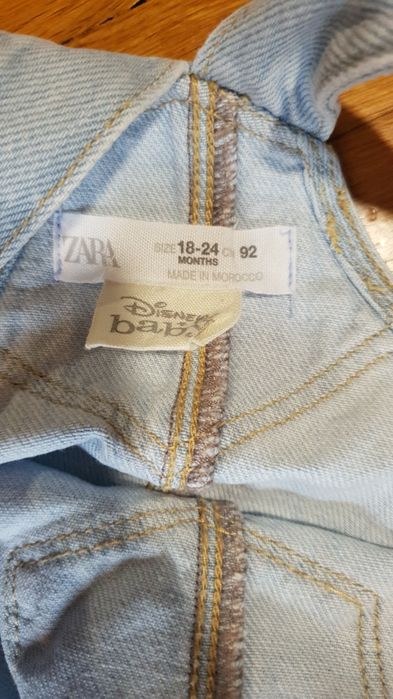 ZARA
SIZE 18-24 CM 92
MONTHS
MADE IN MOROCCO
DISNEY
baby